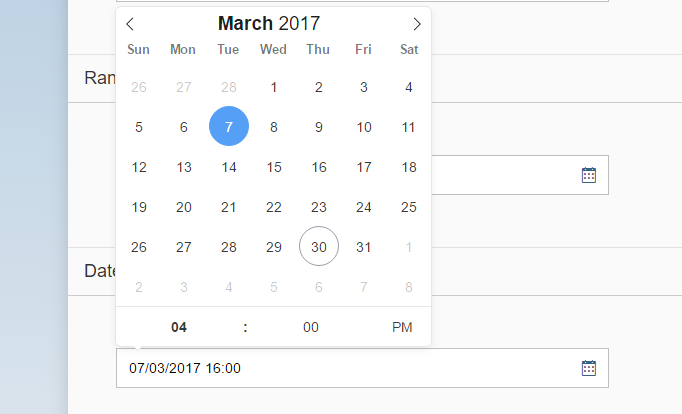 March 2017
Sun Mon Tue Wed Thu Fri Sat
Ran
26 27 28 1 2 3 4
5 6 7 8 9 10 11
12 13 14 15 16 17 18
19 20 21 22 23 24 25
26 27 28 29 30 31 1
Date
2 3 4 5 6 7 8
04 : 00 PM
07/03/2017 16:00